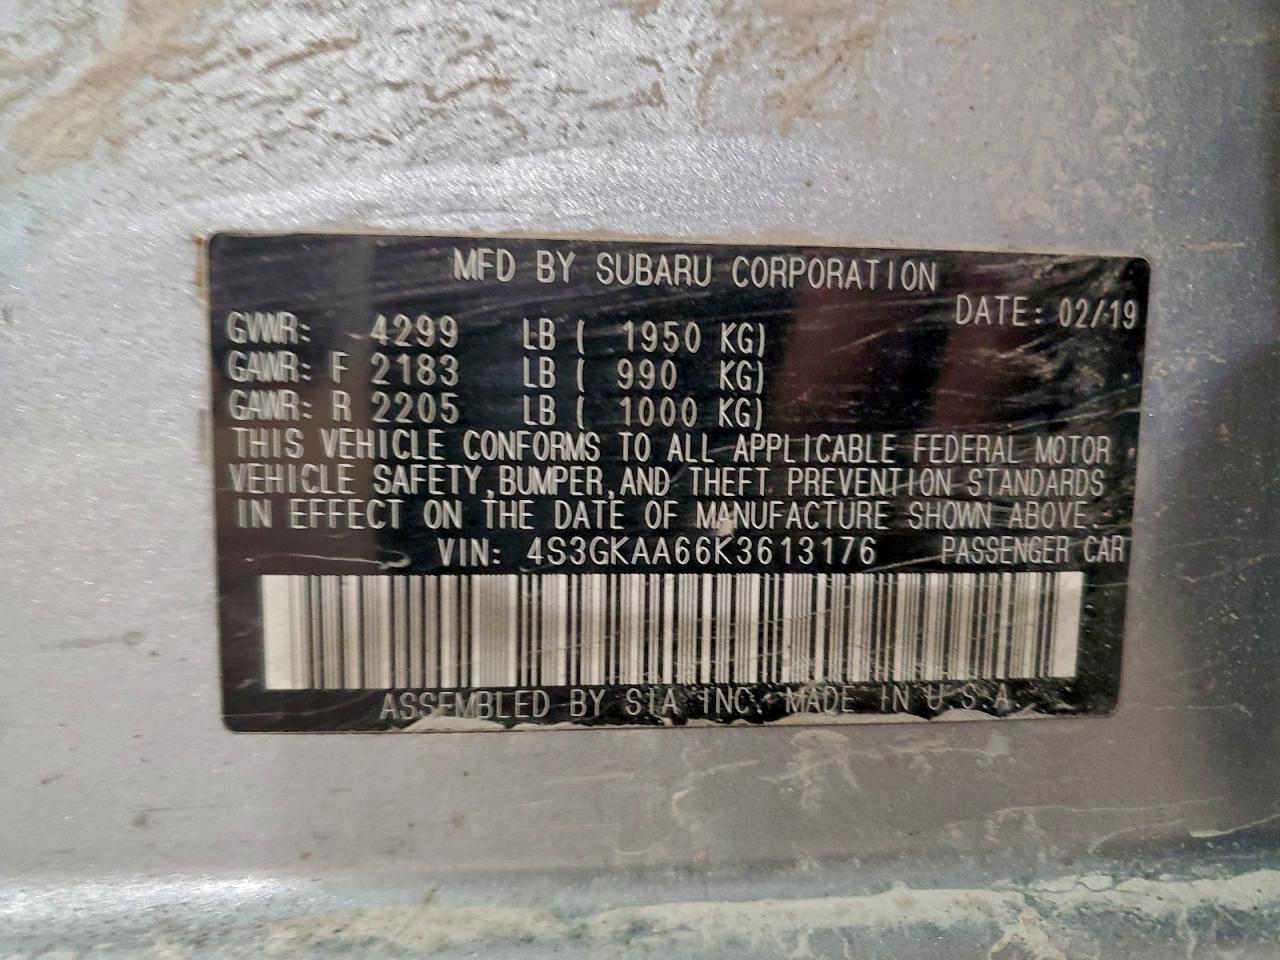 MFD BY SUBARU CORPORATION
DATE: 02/19
GVWR: 4299 LB ( 1950 KG)
GAWR: F 2183 LB ( 990 KG)
GAWR: R 2205 LB ( 1000 KG)
THIS VEHICLE CONFORMS TO ALL APPLICABLE FEDERAL MOTOR
VEHICLE SAFETY, BUMPER, AND THEFT PREVENTION STANDARDS
IN EFFECT ON THE DATE OF MANUFACTURE SHOWN ABOVE.
VIN: 4S3GKAA66K3613176 PASSENGER CAR
ASSEMBLED BY SIA INC. MADE IN U.S.A.